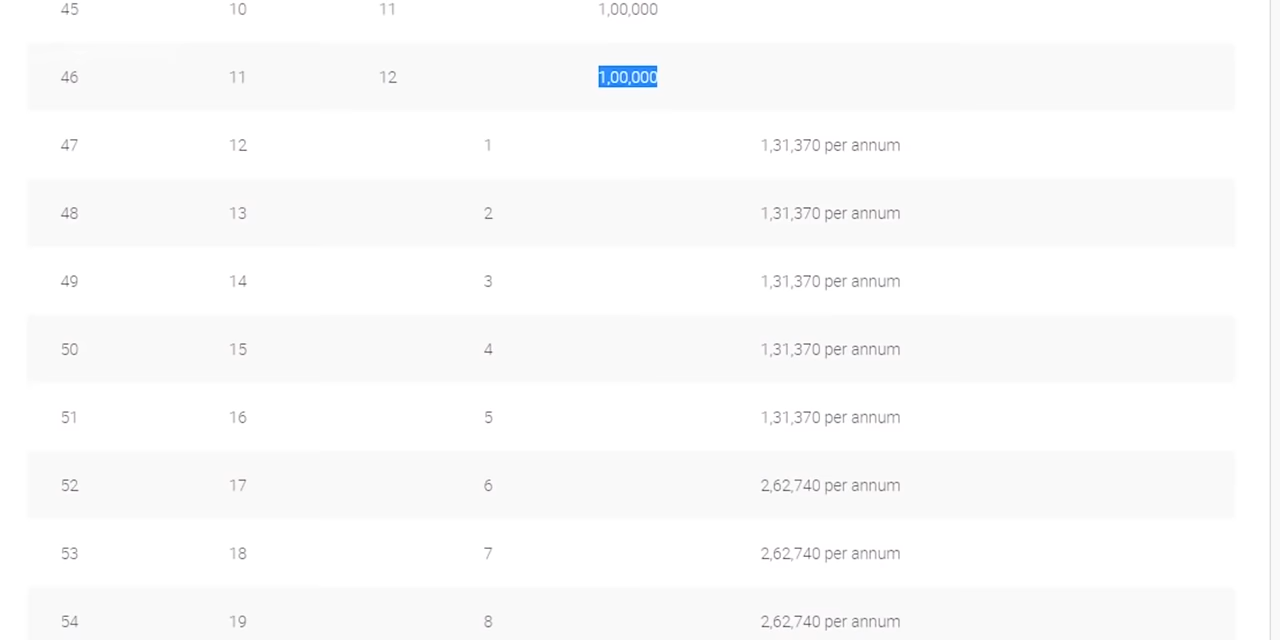 45 10 11 1,00,000
46 11 12 1,00,000
47 12 1 1,31,370 per annum
48 13 2 1,31,370 per annum
49 14 3 1,31,370 per annum
50 15 4 1,31,370 per annum
51 16 5 1,31,370 per annum
52 17 6 2,62,740 per annum
53 18 7 2,62,740 per annum
54 19 8 2,62,740 per annum